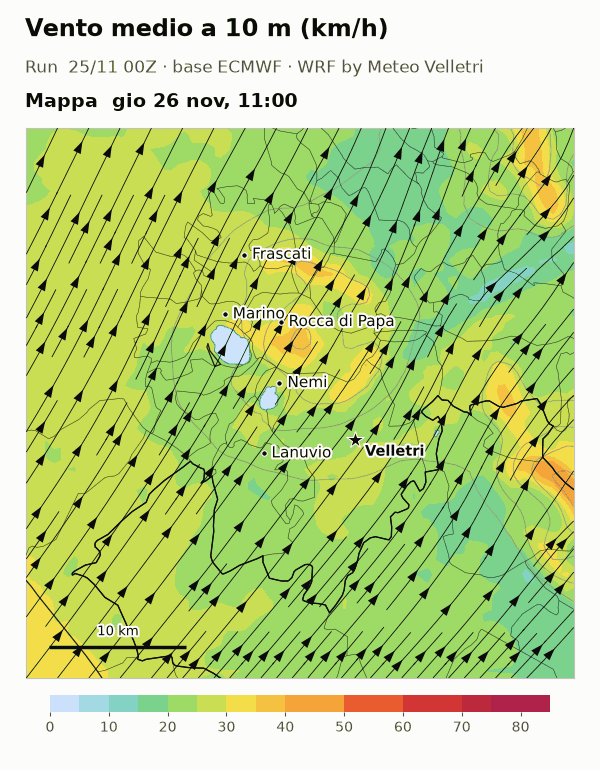 Vento medio a 10 m (km/h)
Run 25/11 00Z · base ECMWF · WRF by Meteo Velletri
Mappa gio 26 nov, 11:00
Frascati
Marino
Rocca di Papa
Nemi
Velletri
Lanuvio
10 km
0 10 20 30 40 50 60 70 80